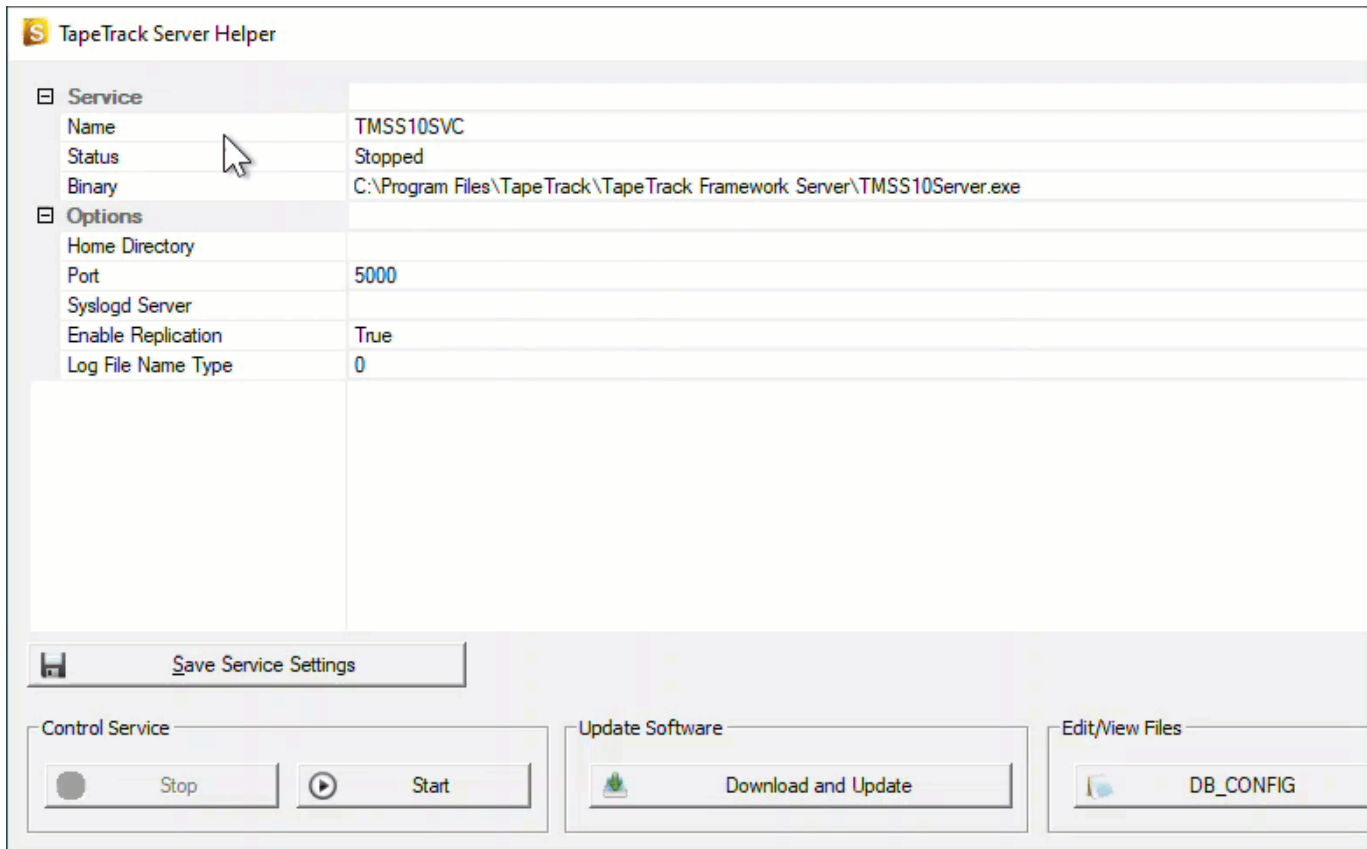 TapeTrack Server Helper
Service
Name TMSS10SVC
Status Stopped
Binary C:\Program Files\TapeTrack\TapeTrack Framework Server\TMSS10Server.exe
Options
Home Directory
Port 5000
Syslogd Server
Enable Replication True
Log File Name Type 0
Save Service Settings
Control Service Update Software Edit/View Files
Stop Start Download and Update DB_CONFIG